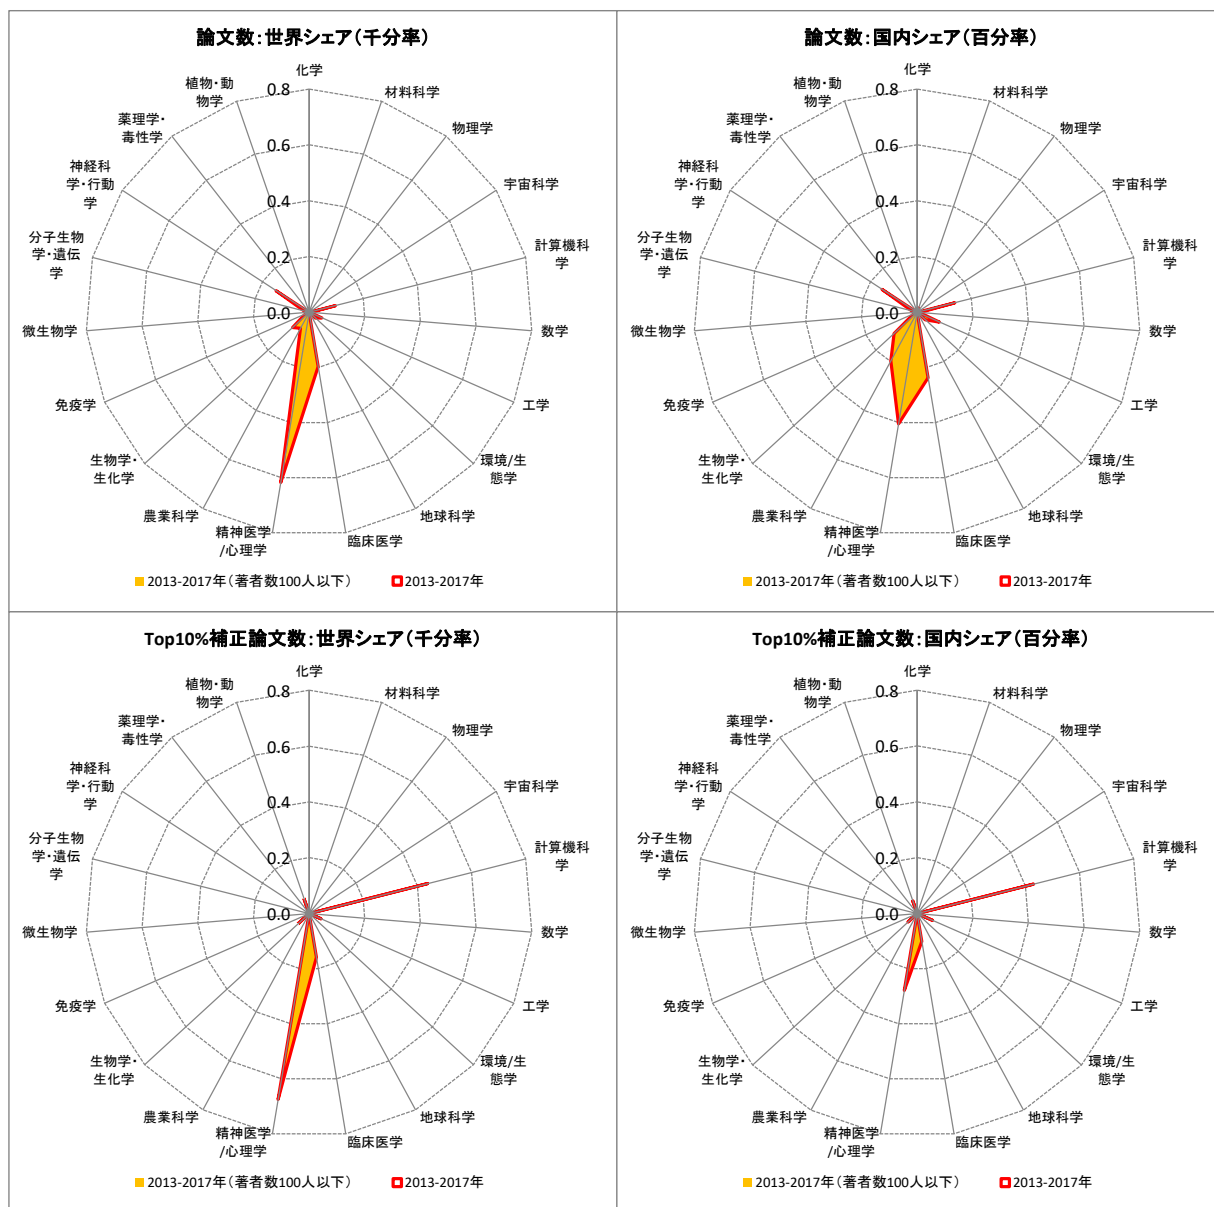 論文数：世界シェア（千分率）
化学
材料科学
物理学
宇宙科学
計算機科
学
数学
工学
環境/生
態学
地球科学
臨床医学
精神医学
/心理学
農業科学
生物学・
生化学
免疫学
微生物学
分子生物
学・遺伝
学
神経科
学・行動
学
薬理学・
毒性学
植物・動
物学
0.8
0.6
0.4
0.2
0.0
2013-2017年（著者数100人以下）
2013-2017年
論文数：国内シェア（百分率）
化学
材料科学
物理学
宇宙科学
計算機科
学
数学
工学
環境/生
態学
地球科学
臨床医学
精神医学
/心理学
農業科学
生物学・
生化学
免疫学
微生物学
分子生物
学・遺伝
学
神経科
学・行動
学
薬理学・
毒性学
植物・動
物学
0.8
0.6
0.4
0.2
0.0
2013-2017年（著者数100人以下）
2013-2017年
Top10%補正論文数：世界シェア（千分率）
化学
材料科学
物理学
宇宙科学
計算機科
学
数学
工学
環境/生
態学
地球科学
臨床医学
精神医学
/心理学
農業科学
生物学・
生化学
免疫学
微生物学
分子生物
学・遺伝
学
神経科
学・行動
学
薬理学・
毒性学
植物・動
物学
0.8
0.6
0.4
0.2
0.0
2013-2017年（著者数100人以下）
2013-2017年
Top10%補正論文数：国内シェア（百分率）
化学
材料科学
物理学
宇宙科学
計算機科
学
数学
工学
環境/生
態学
地球科学
臨床医学
精神医学
/心理学
農業科学
生物学・
生化学
免疫学
微生物学
分子生物
学・遺伝
学
神経科
学・行動
学
薬理学・
毒性学
植物・動
物学
0.8
0.6
0.4
0.2
0.0
2013-2017年（著者数100人以下）
2013-2017年